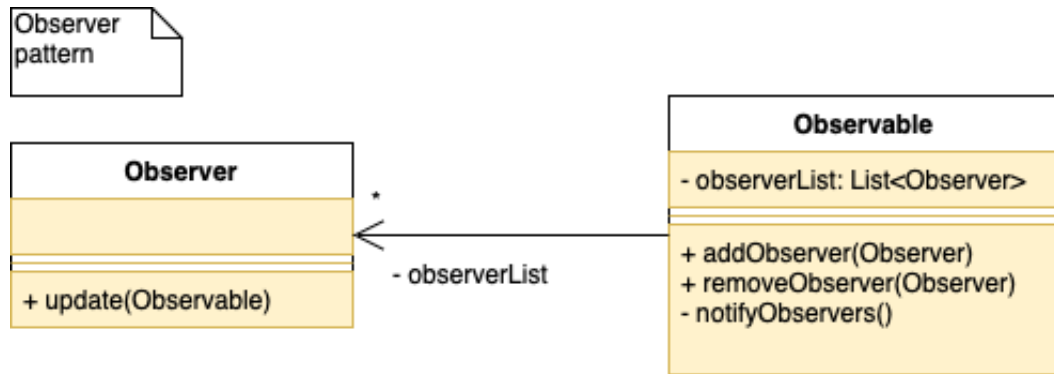 Observer
pattern
Observer
+ update(Observable)
*
- observerList
Observable
- observerList: List<Observer>
+ addObserver(Observer)
+ removeObserver(Observer)
- notifyObservers()